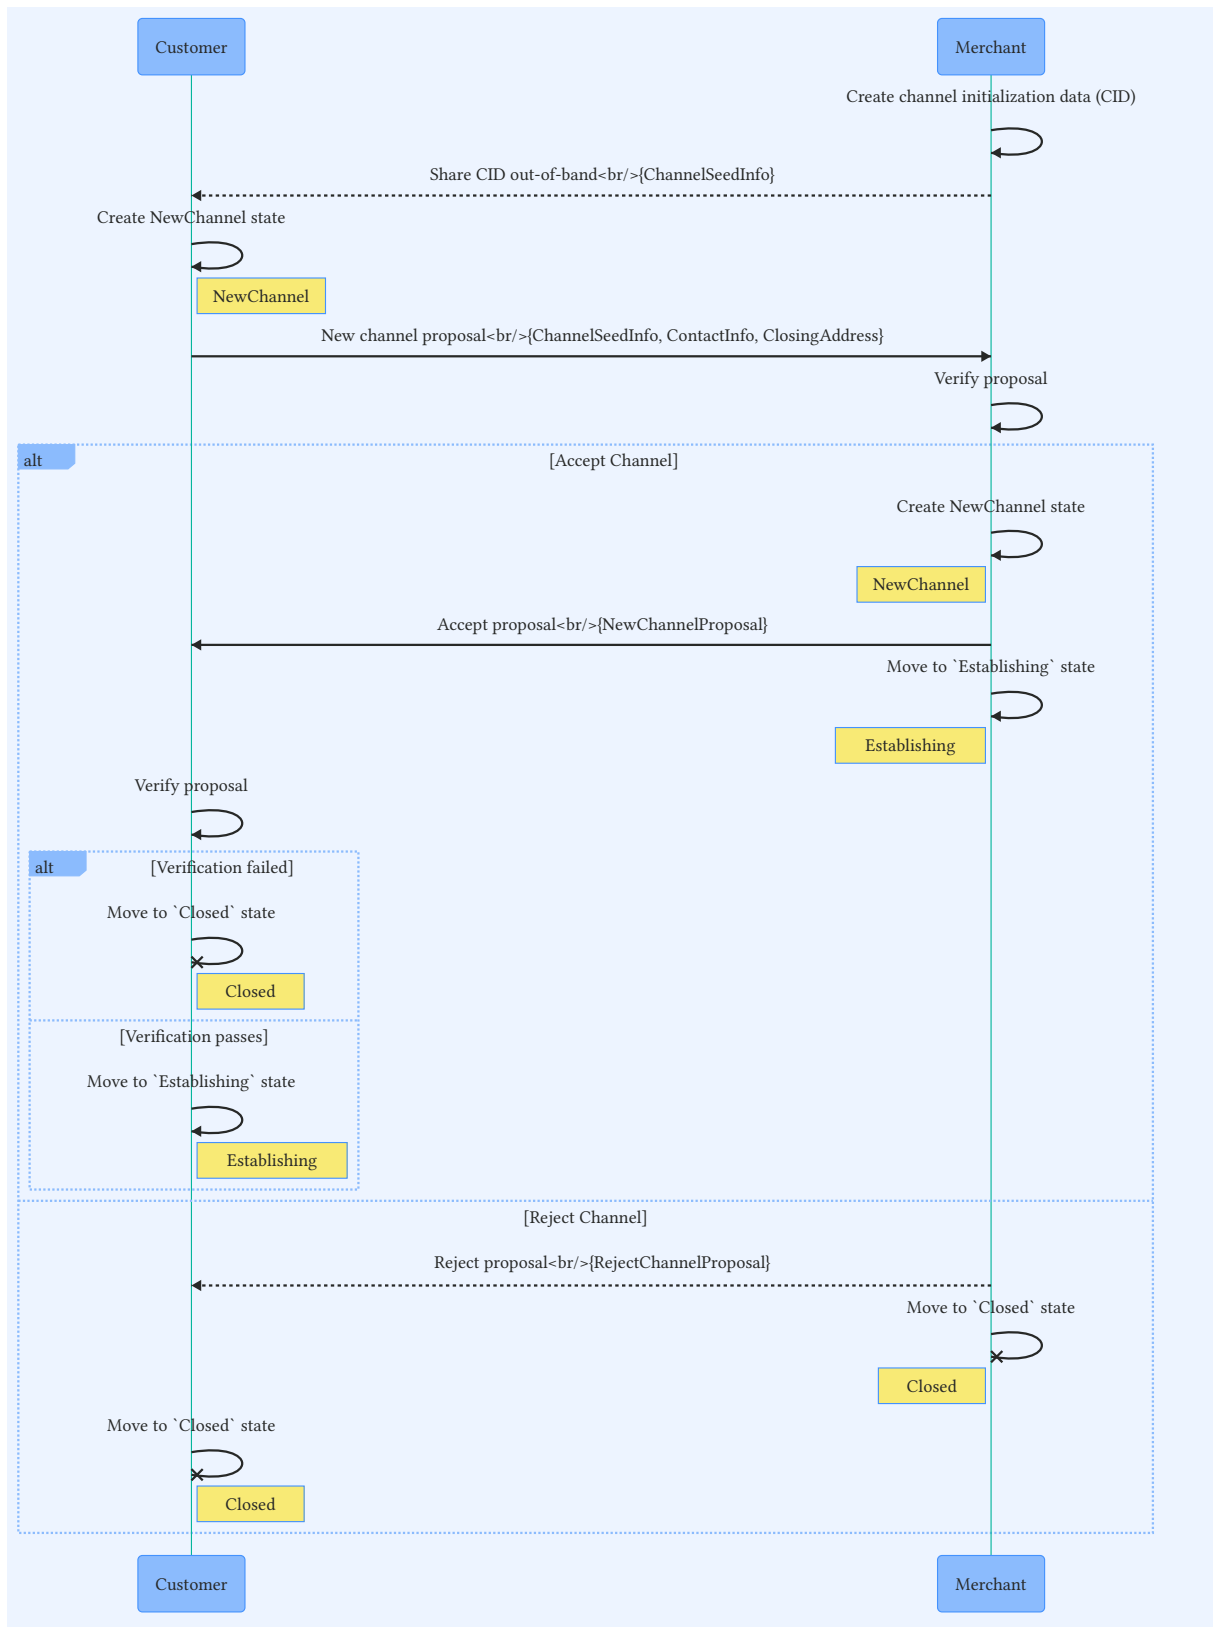 Customer
Merchant
Create channel initialization data (CID)
Share CID out-of-band<br/>{ChannelSeedInfo}
Create NewChannel state
NewChannel
New channel proposal<br/>{ChannelSeedInfo, ContactInfo, ClosingAddress}
Verify proposal
alt
[Accept Channel]
Create NewChannel state
NewChannel
Accept proposal<br/>{NewChannelProposal}
Move to `Establishing` state
Establishing
Verify proposal
alt
[Verification failed]
Move to `Closed` state
Closed
[Verification passes]
Move to `Establishing` state
Establishing
[Reject Channel]
Reject proposal<br/>{RejectChannelProposal}
Move to `Closed` state
Closed
Move to `Closed` state
Closed
Customer
Merchant